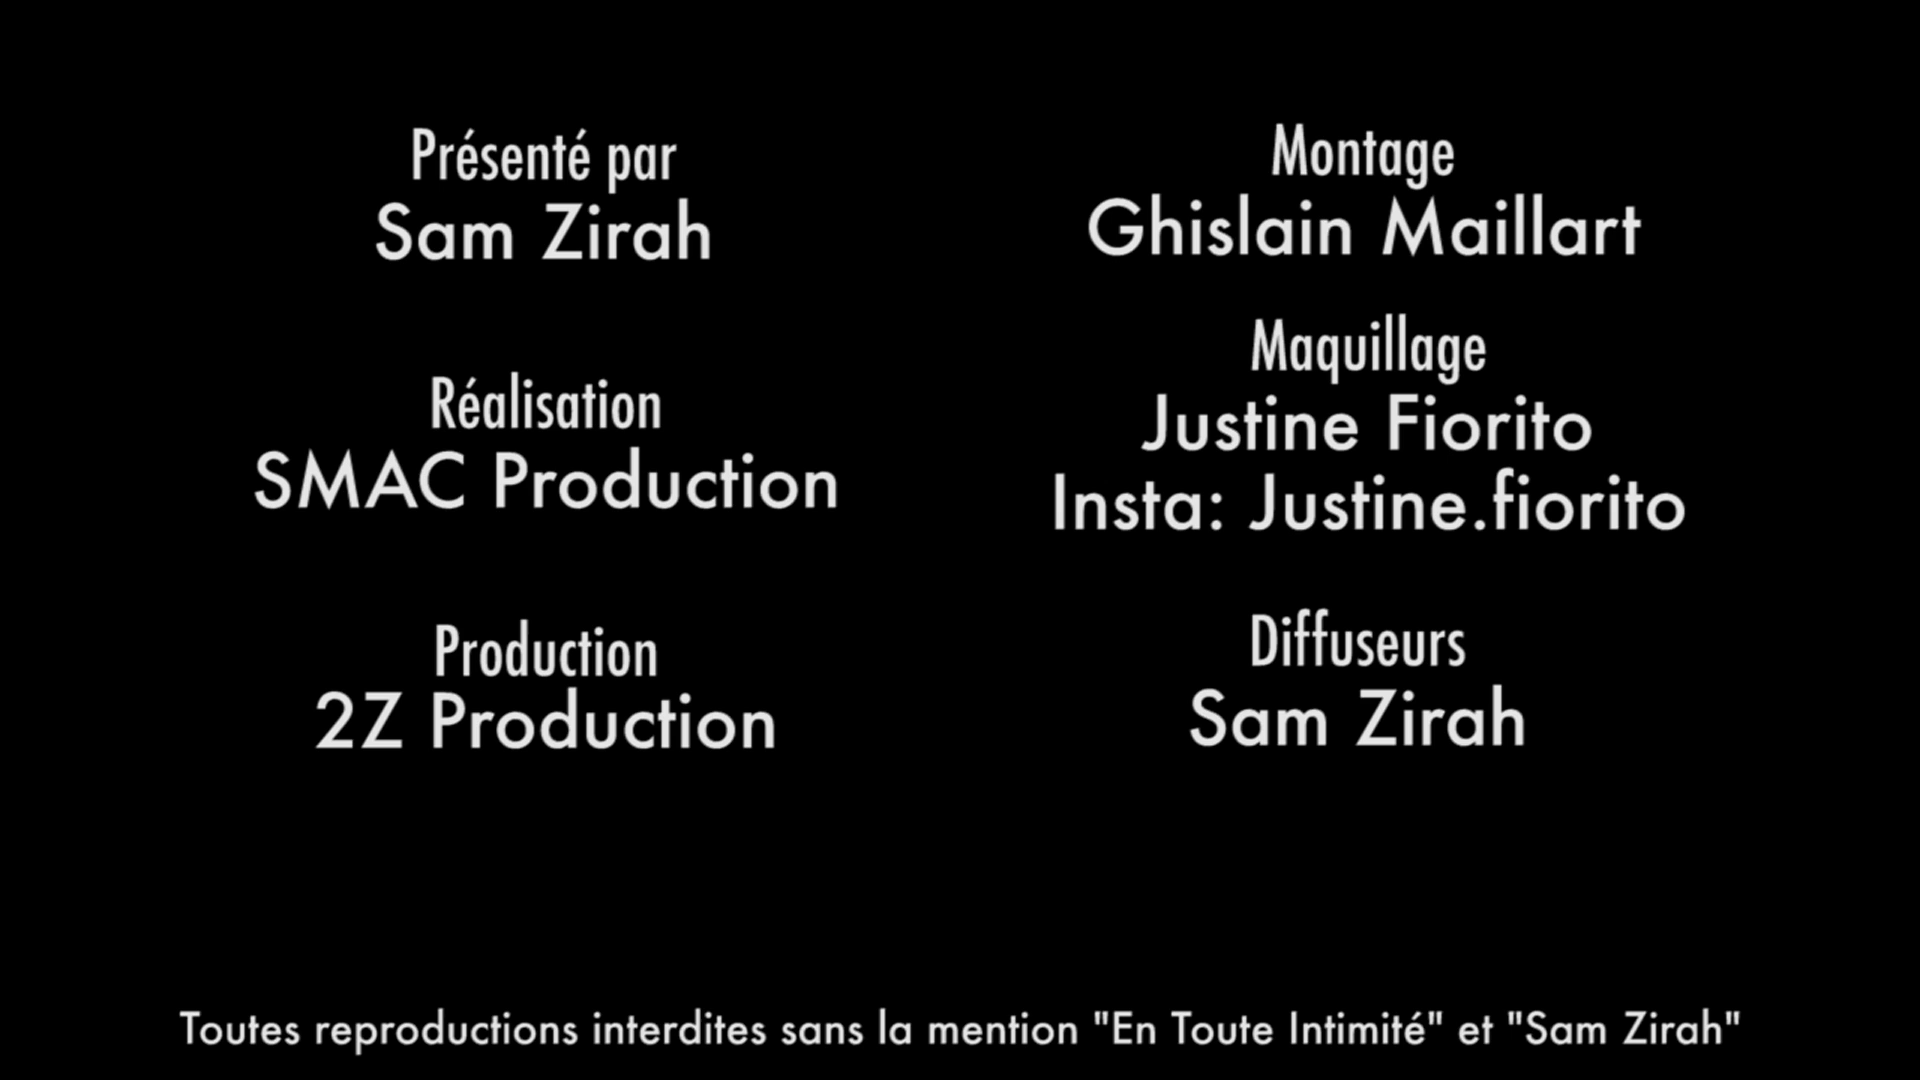 Présenté par
Sam Zirah
Réalisation
SMAC Production
Production
2Z Production
Montage
Ghislain Maillart
Maquillage
Justine Fiorito
Insta: Justine.fiorito
Diffuseurs
Sam Zirah
Toutes reproductions interdites sans la mention "En Toute Intimité" et "Sam Zirah"